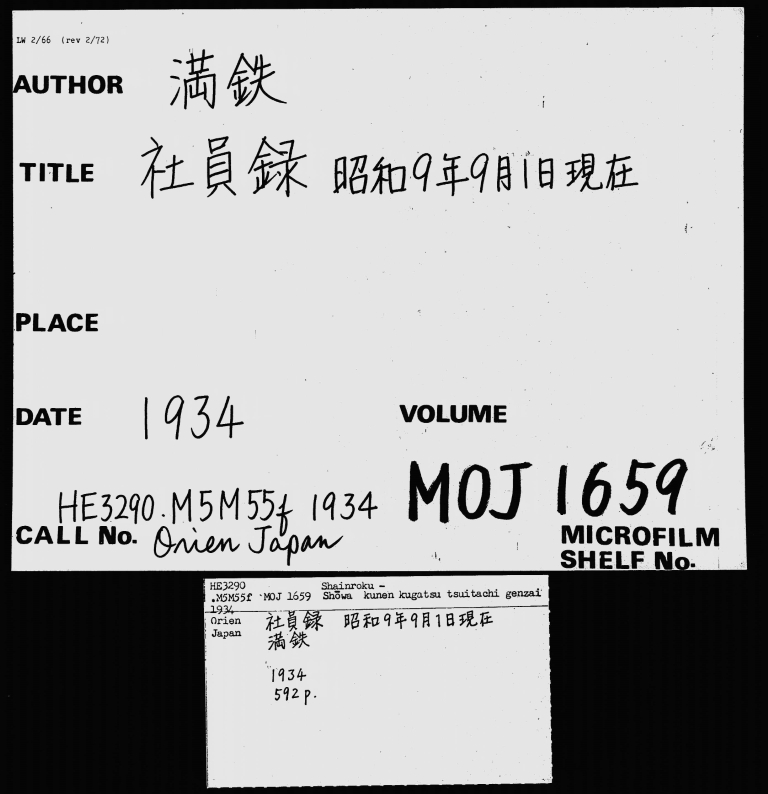 LW 2/66 (rev 2/72)
AUTHOR 満鉄
TITLE 社員録 昭和9年9月1日現在
PLACE
DATE 1934
VOLUME
HE3290.M5M55f 1934
MOJ 1659
CALL No. Orien Japan
MICROFILM
SHELF No.
HE3290 Shainroku -
.M5M55f MOJ 1659 Shōwa kunen kugatsu tsuitachi genzai
1934
Orien 社員録 昭和9年9月1日現在
Japan 満鉄
1934
592 p.